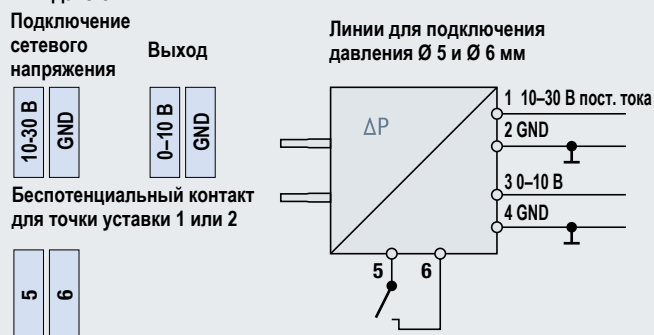 Подключение
сетевого
напряжения
Выход
10-30 В
GND
0–10 В
GND
Беспотенциальный контакт
для точки уставки 1 или 2
5
6
Линии для подключения
давления Ø 5 и Ø 6 мм
ΔP
1 10–30 В пост. тока
2 GND
3 0–10 В
4 GND
5 6